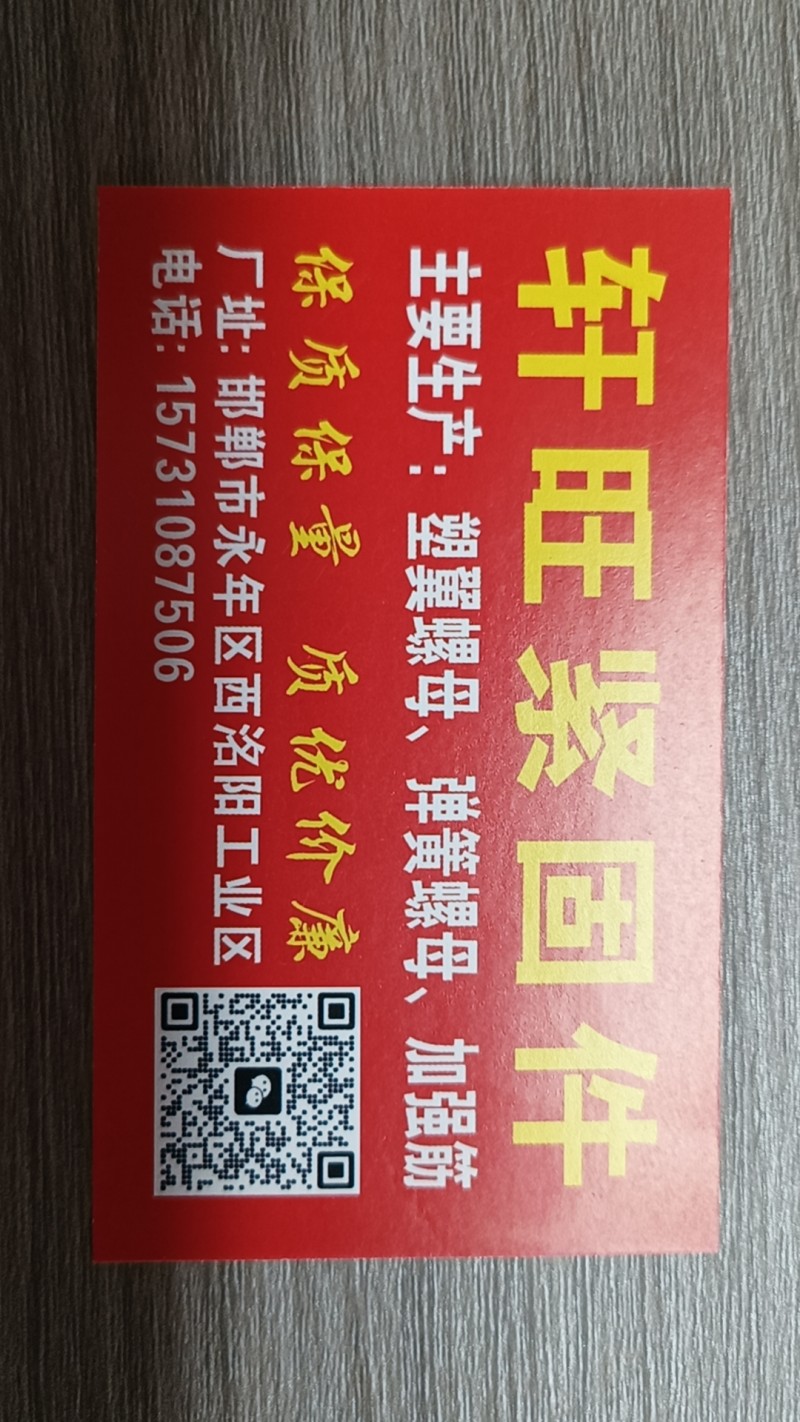 轩旺紧固件
主要生产：塑翼螺母、弹簧螺母、加强筋
保质保量 质优价廉
厂址：邯郸市永年区西洺阳工业区
电话：15731087506